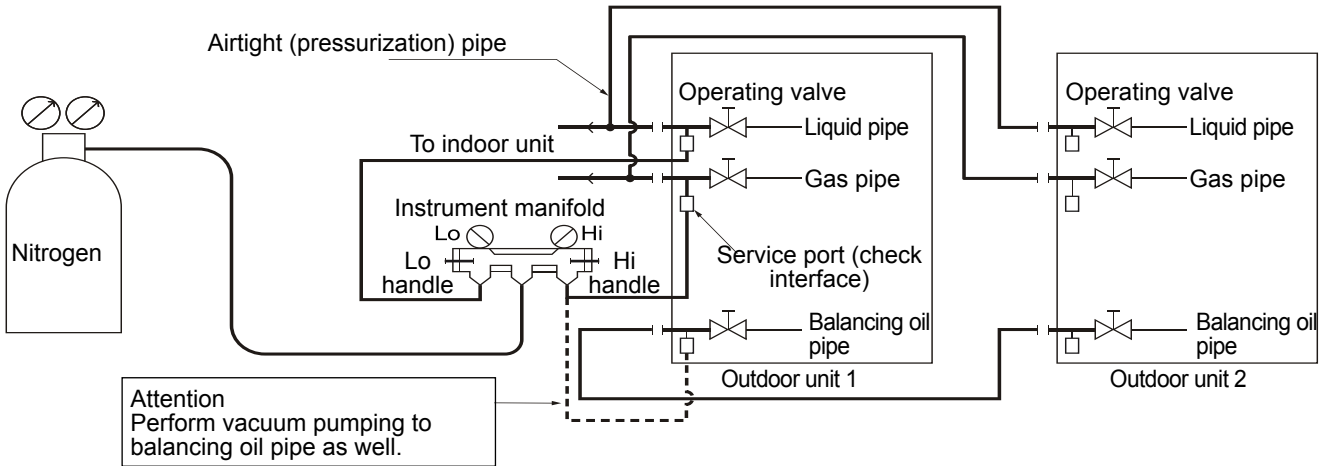 Airtight (pressurization) pipe
Operating valve
Operating valve
Liquid pipe
Liquid pipe
To indoor unit
Gas pipe
Gas pipe
Instrument manifold
Lo
Hi
Nitrogen
Lo
handle
Hi
handle
Service port (check
interface)
Balancing oil
pipe
Balancing oil
pipe
Outdoor unit 1
Outdoor unit 2
Attention
Perform vacuum pumping to
balancing oil pipe as well.